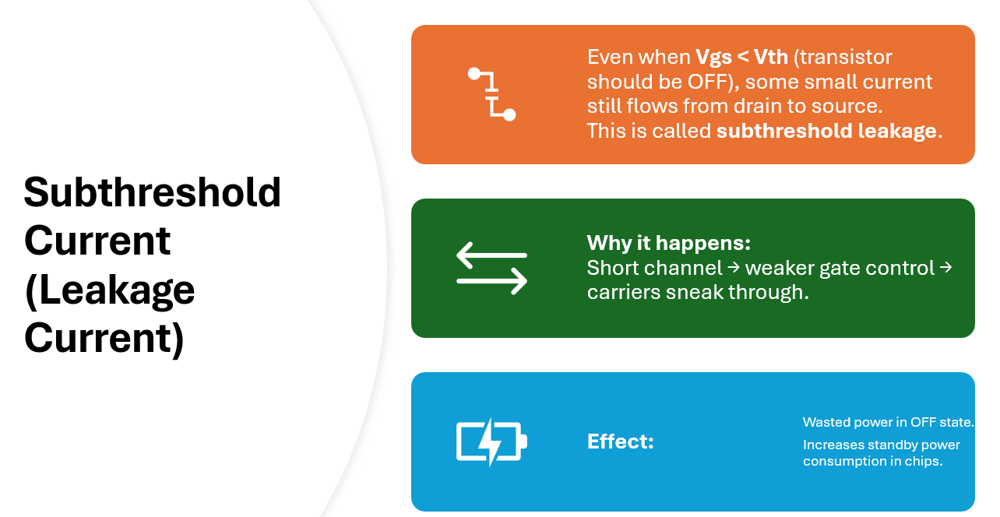 Subthreshold
Current
(Leakage
Current)
Even when Vgs < Vth (transistor
should be OFF), some small current
still flows from drain to source.
This is called subthreshold leakage.
Why it happens:
Short channel → weaker gate control →
carriers sneak through.
Effect:
Wasted power in OFF state.
Increases standby power
consumption in chips.